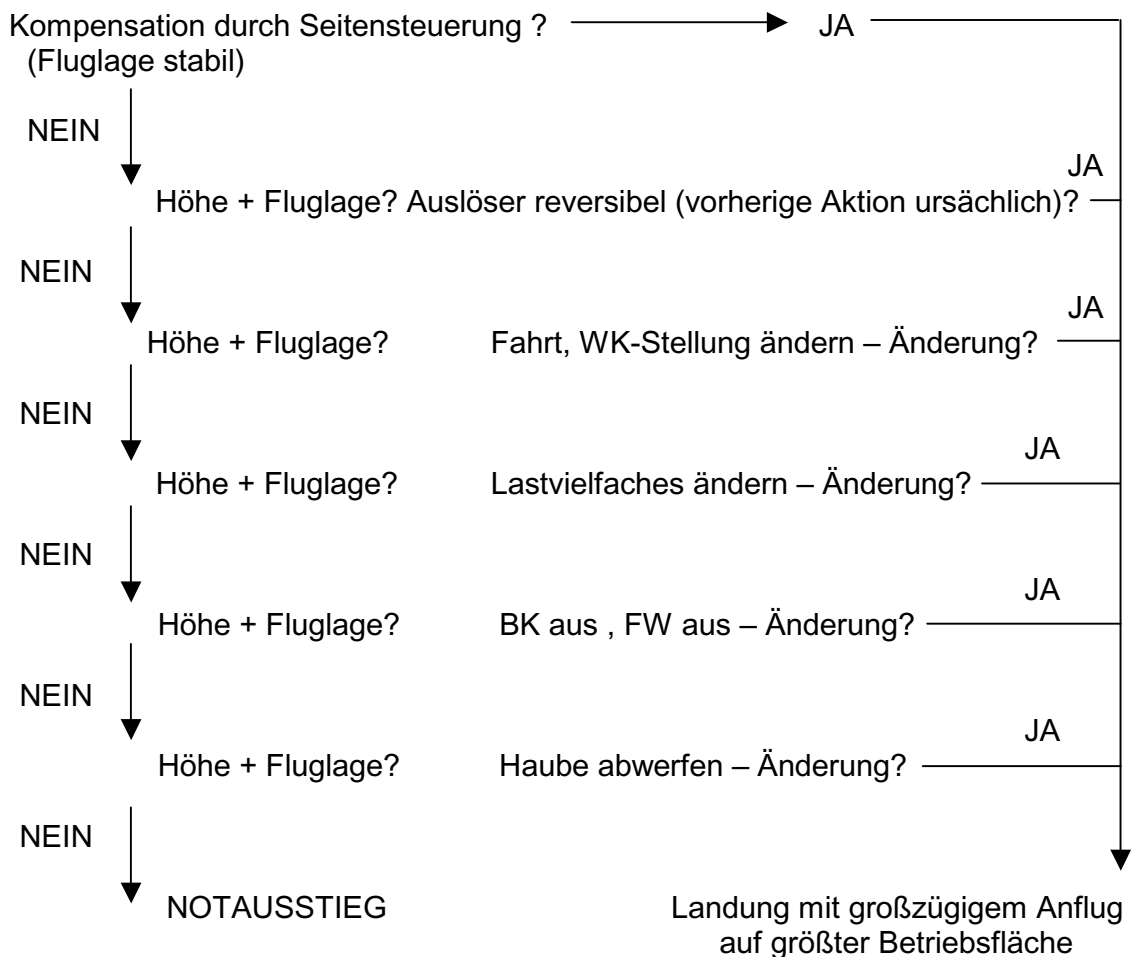 Kompensation durch Seitensteuerung ? JA
(Fluglage stabil)
NEIN
JA
Höhe + Fluglage? Auslöser reversibel (vorherige Aktion ursächlich)?
NEIN
JA
Höhe + Fluglage? Fahrt, WK-Stellung ändern – Änderung?
NEIN
JA
Höhe + Fluglage? Lastvielfaches ändern – Änderung?
NEIN
JA
Höhe + Fluglage? BK aus , FW aus – Änderung?
NEIN
JA
Höhe + Fluglage? Haube abwerfen – Änderung?
NEIN
NOTAUSSTIEG Landung mit großzügigem Anflug
auf größter Betriebsfläche